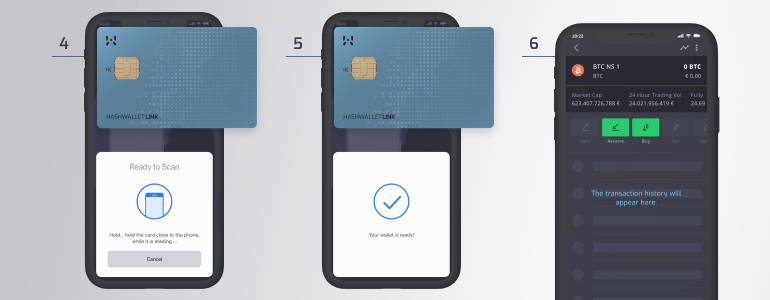 4
HASHWALLETLINK
Ready to Scan
Hold... hold the card close to the phone,
while it is reading...
Cancel
5
HASHWALLETLINK
Your wallet is ready!
6
20:22
BTC NS 1
0 BTC
BTC
€ 0.00
Market Cap
24 Hour Trading Vol
Fully
623.407.726.788 €
24.021.956.419 €
24.69
Send
Receive
Buy
Sell
The transaction history will
appear here.